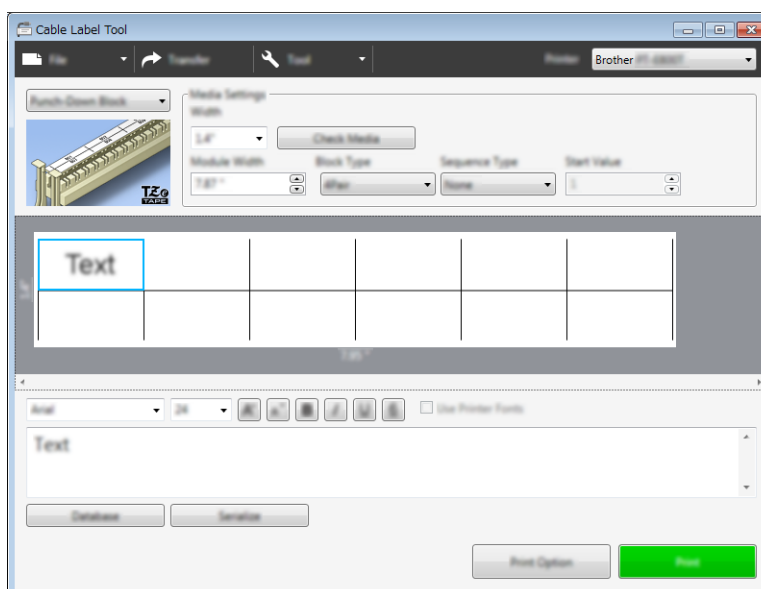 Cable Label Tool
File Transfer Tool Printer Brother
Punch-Down Block
Media Settings
Width
1.4" Check Media
Module Width Block Type Sequence Type Start Value
7.87 " 4Pair None 1
TZe
TAPE
Text
Arial 24 Use Printer Fonts
Text
Database Serialize
Print Option Print